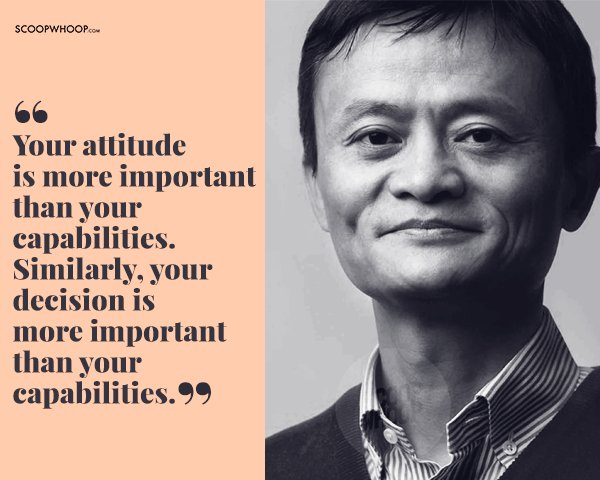 SCOOPWHOOP.COM
“
Your attitude
is more important
than your
capabilities.
Similarly, your
decision is
more important
than your
capabilities.”